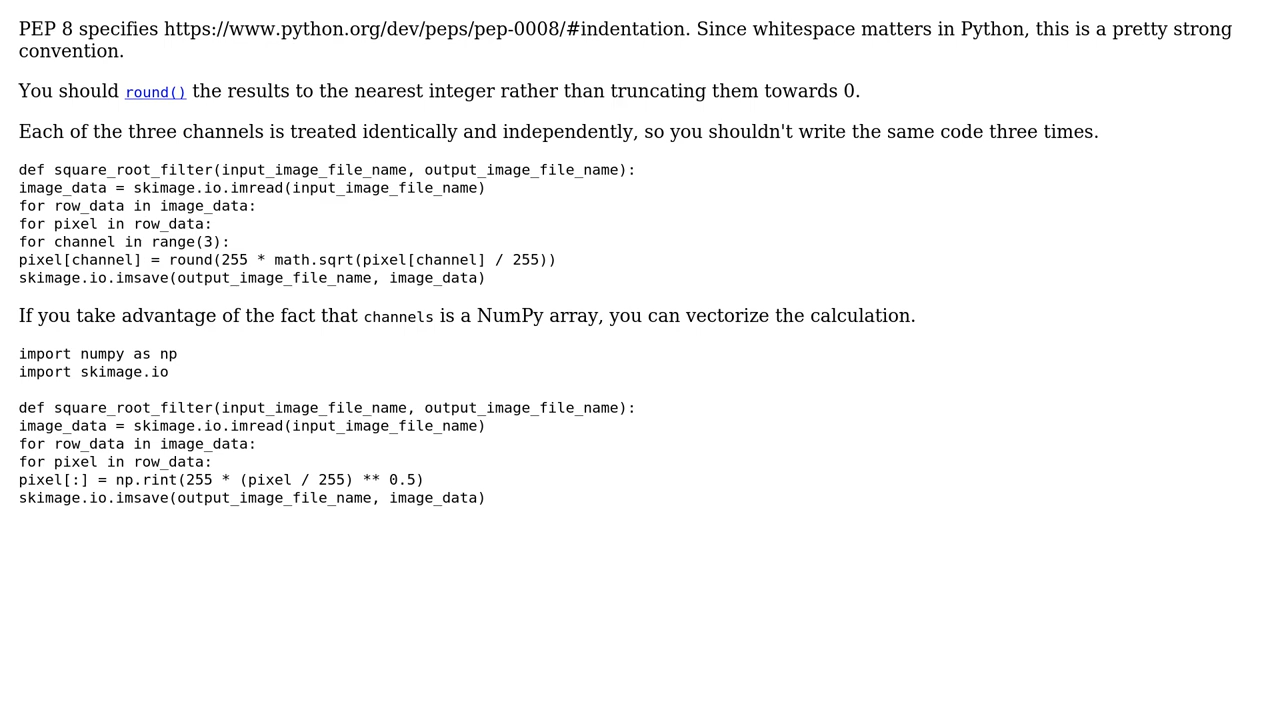 PEP 8 specifies https://www.python.org/dev/peps/pep-0008/#indentation. Since whitespace matters in Python, this is a pretty strong
convention.
You should round() the results to the nearest integer rather than truncating them towards 0.
Each of the three channels is treated identically and independently, so you shouldn't write the same code three times.
def square_root_filter(input_image_file_name, output_image_file_name):
image_data = skimage.io.imread(input_image_file_name)
for row_data in image_data:
for pixel in row_data:
for channel in range(3):
pixel[channel] = round(255 * math.sqrt(pixel[channel] / 255))
skimage.io.imsave(output_image_file_name, image_data)
If you take advantage of the fact that channels is a NumPy array, you can vectorize the calculation.
import numpy as np
import skimage.io
def square_root_filter(input_image_file_name, output_image_file_name):
image_data = skimage.io.imread(input_image_file_name)
for row_data in image_data:
for pixel in row_data:
pixel[:] = np.rint(255 * (pixel / 255) ** 0.5)
skimage.io.imsave(output_image_file_name, image_data)